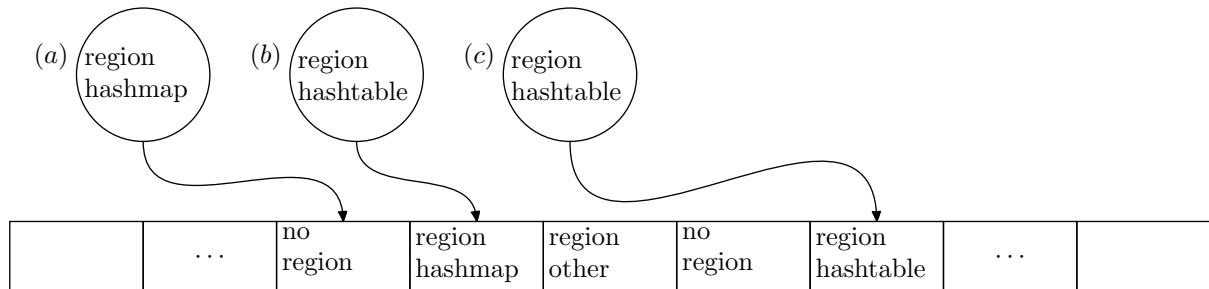 (a) region
hashmap
(b) region
hashtable
(c) region
hashtable
no
region
region
hashmap
region
other
no
region
region
hashtable
...
...